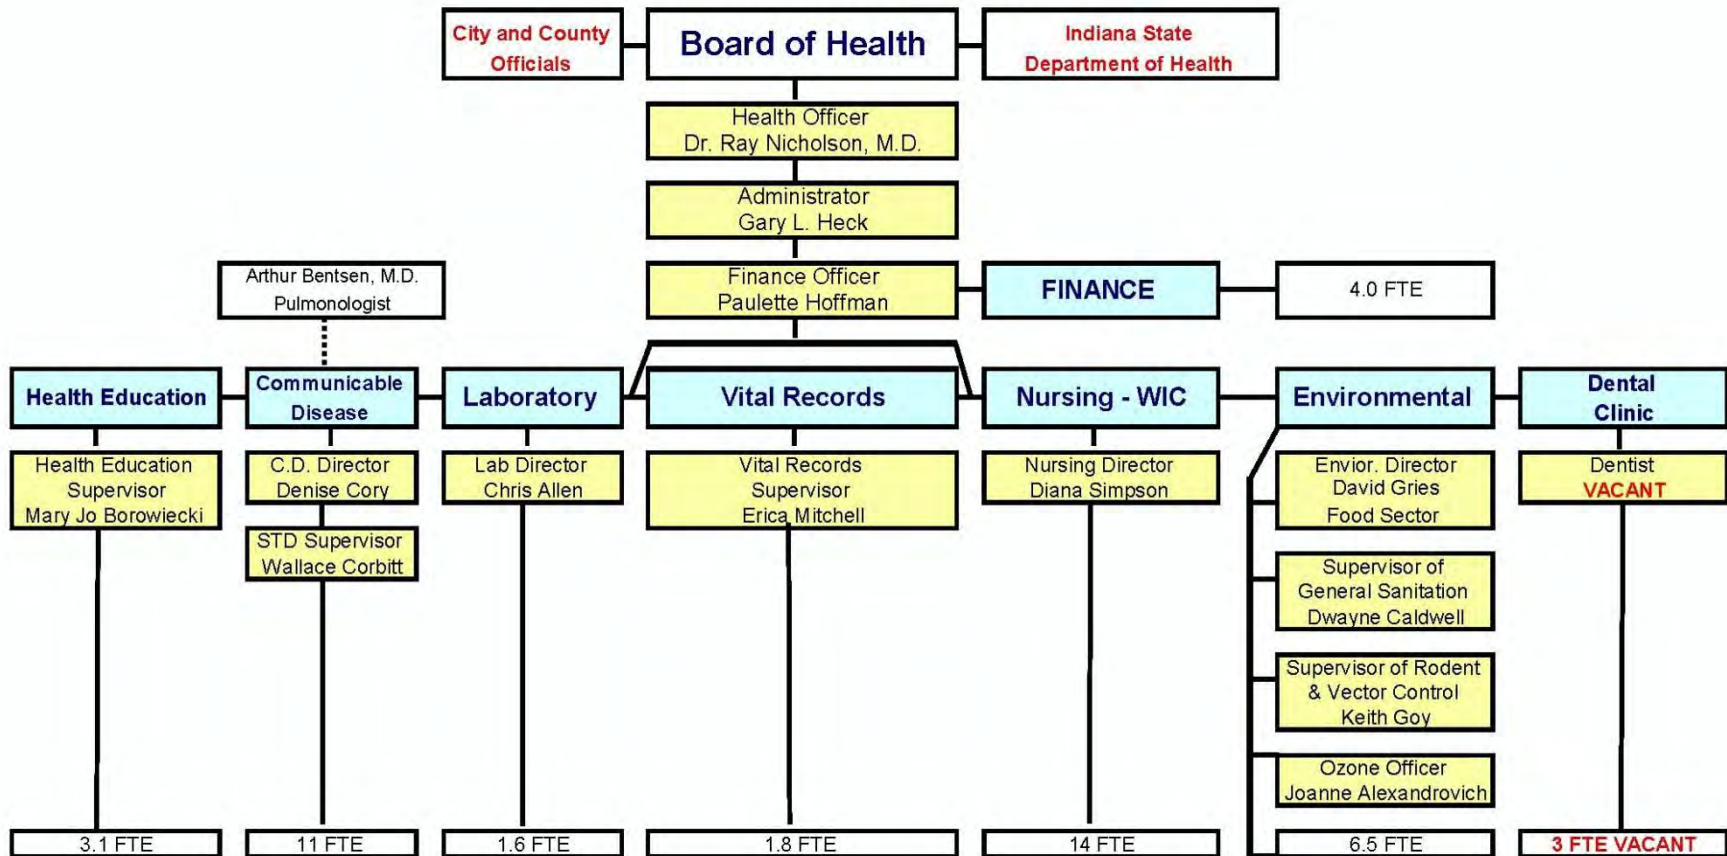 City and County
Officials
Board of Health
Indiana State
Department of Health
Health Officer
Dr. Ray Nicholson, M.D.
Administrator
Gary L. Heck
Arthur Bentsen, M.D.
Pulmonologist
Finance Officer
Paulette Hoffman
FINANCE
4.0 FTE
Health Education
Communicable
Disease
Laboratory
Vital Records
Nursing - WIC
Environmental
Dental
Clinic
Health Education
Supervisor
Mary Jo Borowiecki
C.D. Director
Denise Cory
STD Supervisor
Wallace Corbitt
Lab Director
Chris Allen
Vital Records
Supervisor
Erica Mitchell
Nursing Director
Diana Simpson
Envior. Director
David Gries
Food Sector
Supervisor of
General Sanitation
Dwayne Caldwell
Supervisor of Rodent
& Vector Control
Keith Goy
Ozone Officer
Joanne Alexandrovich
Dentist
VACANT
3.1 FTE
11 FTE
1.6 FTE
1.8 FTE
14 FTE
6.5 FTE
3 FTE VACANT